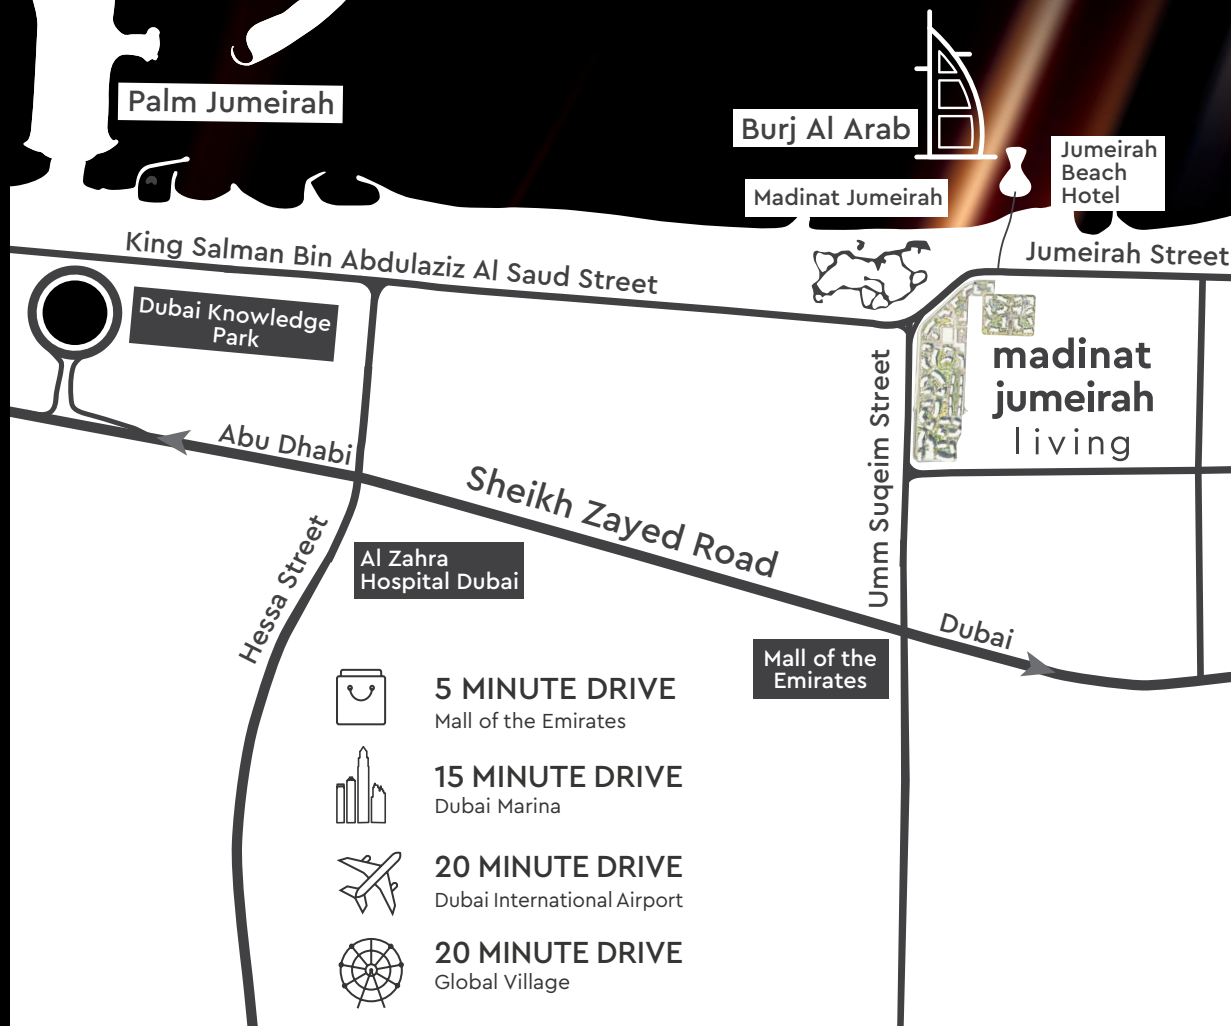 Palm Jumeirah
Burj Al Arab
Jumeirah
Beach
Hotel
Madinat Jumeirah
King Salman Bin Abdulaziz Al Saud Street
Jumeirah Street
Dubai Knowledge
Park
madinat
jumeirah
living
Umm Suqeim Street
Abu Dhabi
Sheikh Zayed Road
Hessa Street
Al Zahra
Hospital Dubai
Dubai
Mall of the
Emirates
5 MINUTE DRIVE
Mall of the Emirates
15 MINUTE DRIVE
Dubai Marina
20 MINUTE DRIVE
Dubai International Airport
20 MINUTE DRIVE
Global Village